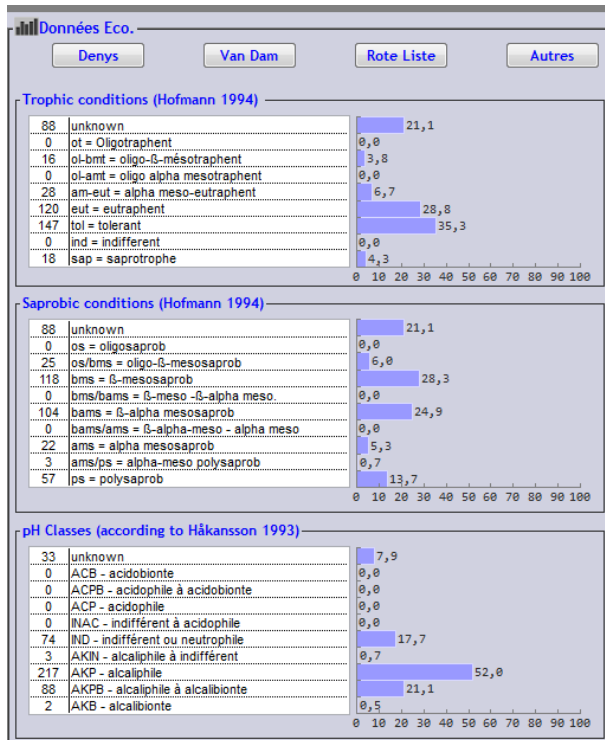 Données Eco.
Denys Van Dam Rote Liste Autres
Trophic conditions (Hofmann 1994)
88 unknown 21,1
0 ot = Oligotraphent 0,0
16 ol-bmt = oligo-ß-mésotraphent 3,8
0 ol-amt = oligo alpha mesotraphent 0,0
28 am-eut = alpha meso-eutraphent 6,7
120 eut = eutraphent 28,8
147 tol = tolerant 35,3
0 ind = indifferent 0,0
18 sap = saprotrophe 4,3
0 10 20 30 40 50 60 70 80 90 100
Saprobic conditions (Hofmann 1994)
88 unknown 21,1
0 os = oligosaprob 0,0
25 os/bms = oligo-ß-mesosaprob 6,0
118 bms = ß-mesosaprob 28,3
0 bms/bams = ß-meso -ß-alpha meso. 0,0
104 bams = ß-alpha mesosaprob 24,9
0 bams/ams = ß-alpha-meso - alpha meso 0,0
22 ams = alpha mesosaprob 5,3
3 ams/ps = alpha-meso polysaprob 0,7
57 ps = polysaprob 13,7
0 10 20 30 40 50 60 70 80 90 100
pH Classes (according to Håkansson 1993)
33 unknown 7,9
0 ACB - acidobionte 0,0
0 ACPB - acidophile à acidobionte 0,0
0 ACP - acidophile 0,0
0 INAC - indifférent à acidophile 0,0
74 IND - indifférent ou neutrophile 17,7
3 AKIN - alcaliphile à indifférent 0,7
217 AKP - alcaliphile 52,0
88 AKPB - alcaliphile à alcalibionte 21,1
2 AKB - alcalibionte 0,5
0 10 20 30 40 50 60 70 80 90 100